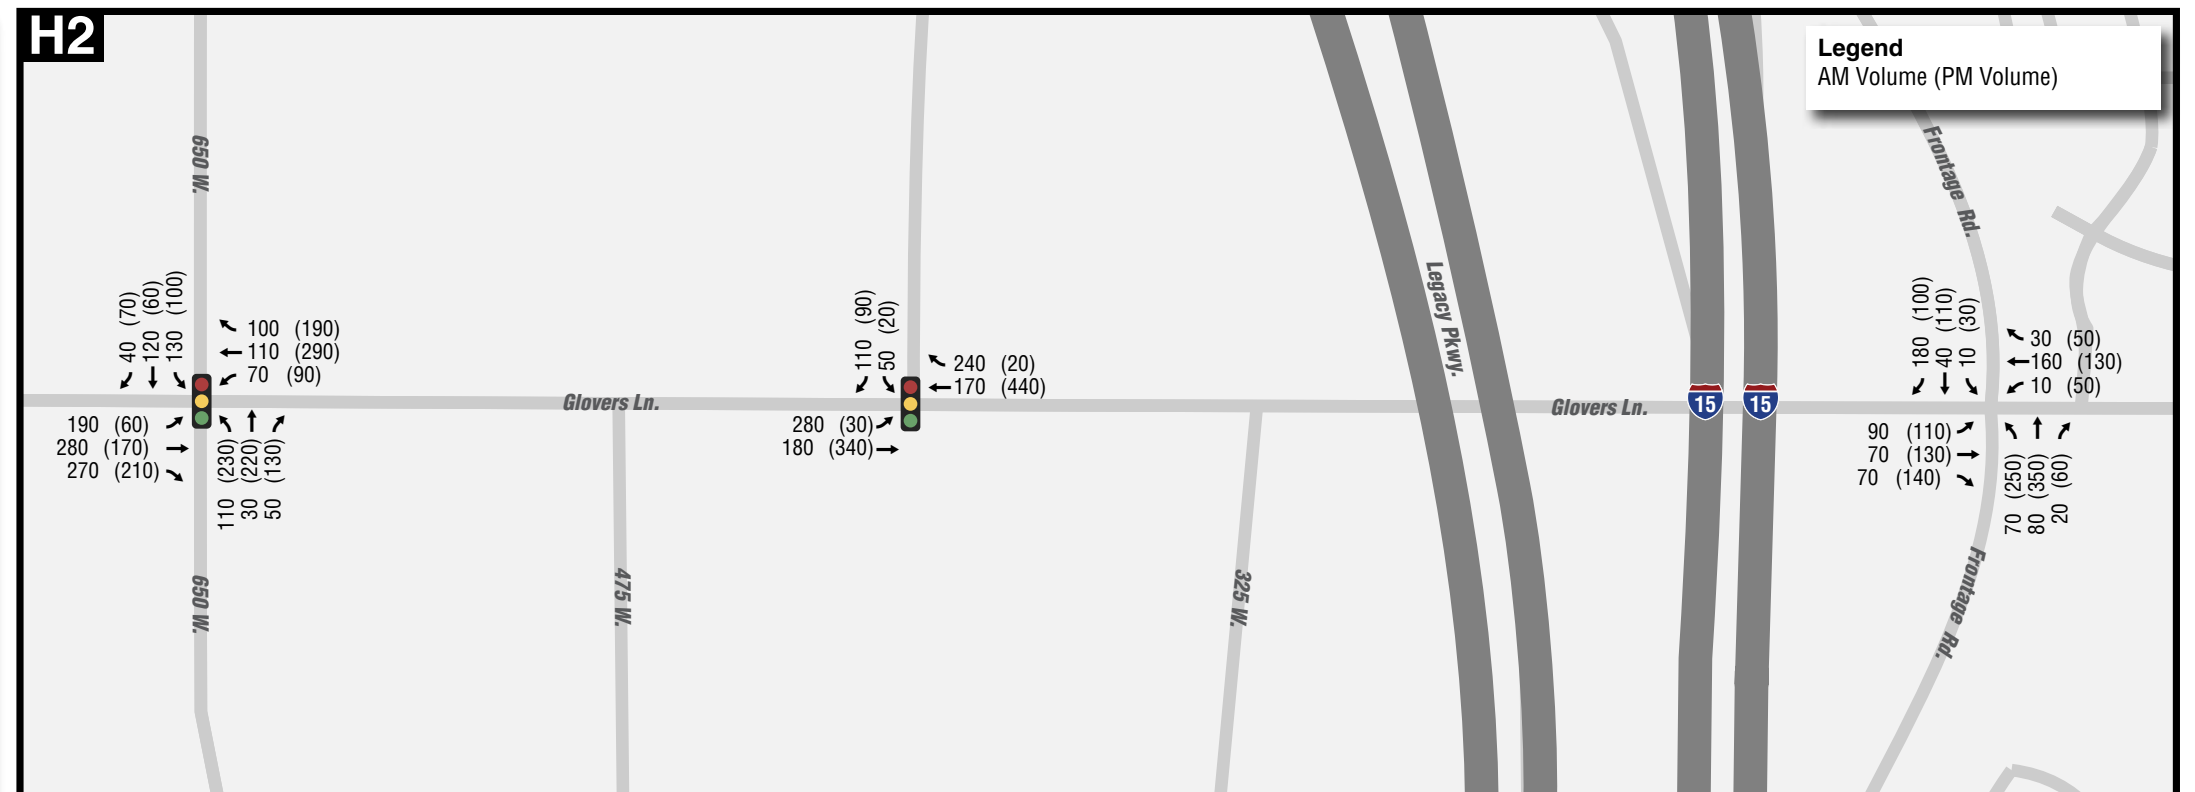 H2
Legend
AM Volume (PM Volume)
650 W.
Frontage Rd.
Legacy Pkwy.
40 (70)
120 (60)
130 (100)
100 (190)
110 (290)
70 (90)
190 (60)
280 (170)
270 (210)
110 (230)
30 (220)
50 (130)
Glovers Ln.
110 (90)
50 (20)
240 (20)
170 (440)
280 (30)
180 (340)
Glovers Ln.
15
15
180 (100)
40 (110)
10 (30)
30 (50)
160 (130)
10 (50)
90 (110)
70 (130)
70 (140)
70 (250)
80 (350)
20 (60)
650 W.
475 W.
325 W.
Frontage Rd.